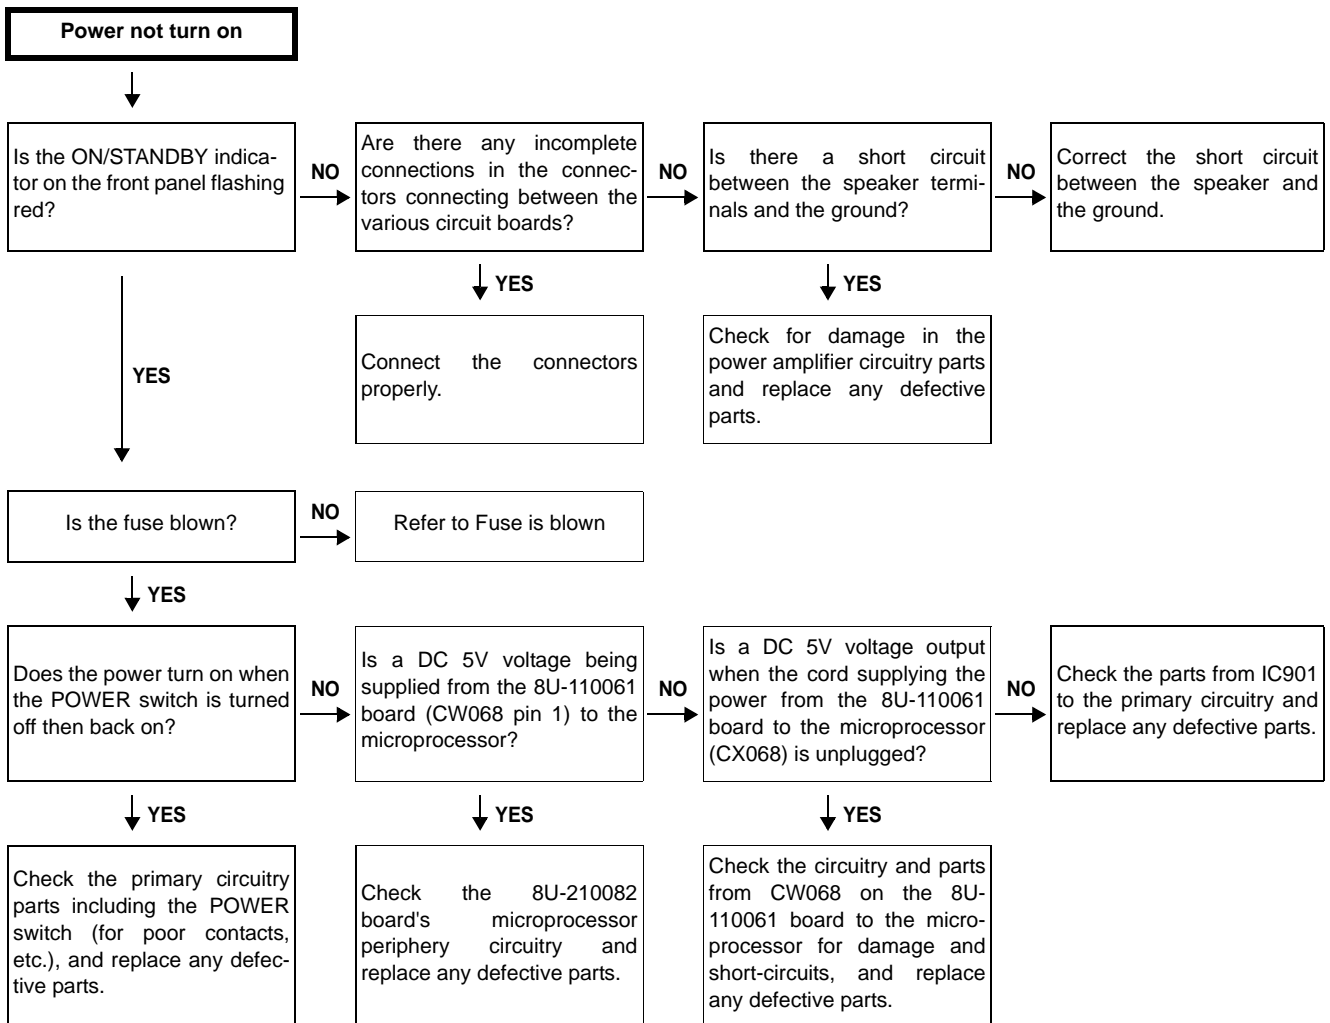 Power not turn on
Is the ON/STANDBY indica-
tor on the front panel flashing
red?
NO
Are there any incomplete
connections in the connec-
tors connecting between the
various circuit boards?
NO
Is there a short circuit
between the speaker termi-
nals and the ground?
NO
Correct the short circuit
between the speaker and
the ground.
YES
YES
YES
Connect the connectors
properly.
Check for damage in the
power amplifier circuitry parts
and replace any defective
parts.
Is the fuse blown?
NO
Refer to Fuse is blown
YES
Does the power turn on when
the POWER switch is turned
off then back on?
NO
Is a DC 5V voltage being
supplied from the 8U-110061
board (CW068 pin 1) to the
microprocessor?
NO
Is a DC 5V voltage output
when the cord supplying the
power from the 8U-110061
board to the microprocessor
(CX068) is unplugged?
NO
Check the parts from IC901
to the primary circuitry and
replace any defective parts.
YES
YES
YES
Check the primary circuitry
parts including the POWER
switch (for poor contacts,
etc.), and replace any defec-
tive parts.
Check the 8U-210082
board's microprocessor
periphery circuitry and
replace any defective parts.
Check the circuitry and parts
from CW068 on the 8U-
110061 board to the micro-
processor for damage and
short-circuits, and replace
any defective parts.